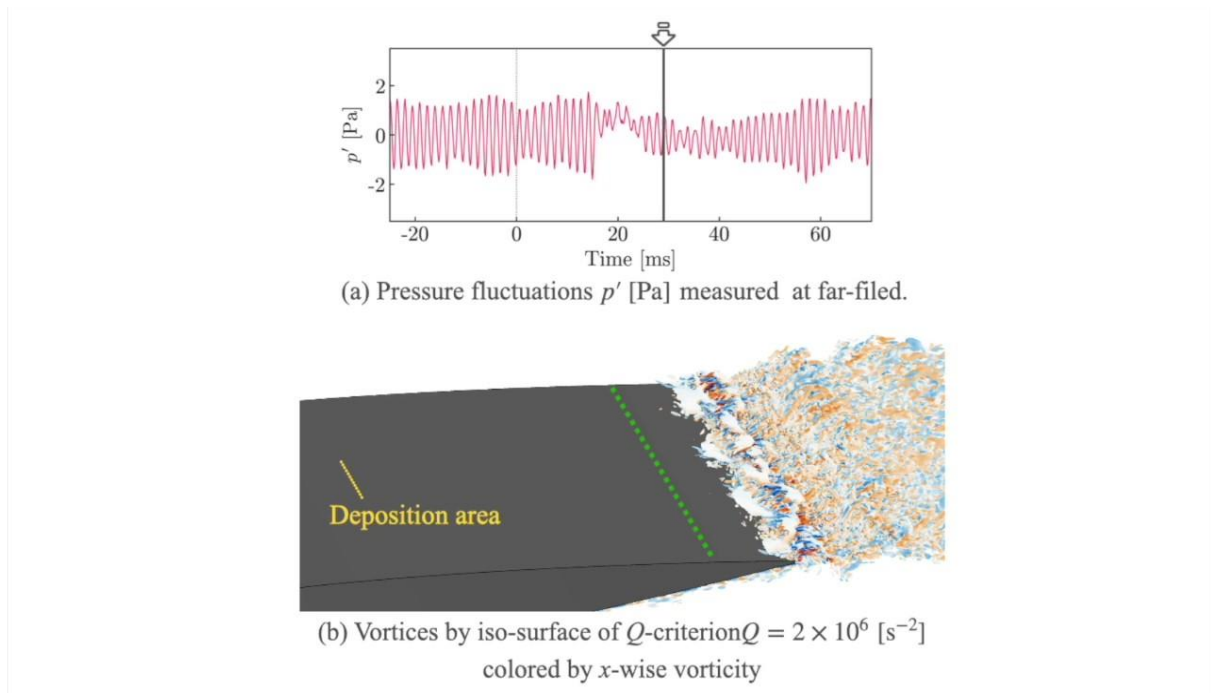 2
0
-2
p′ [Pa]
-20 0 20 40 60
Time [ms]
(a) Pressure fluctuations p′ [Pa] measured at far-filed.
Deposition area
(b) Vortices by iso-surface of Q-criterionQ = 2 × 10⁶ [s⁻²]
colored by x-wise vorticity